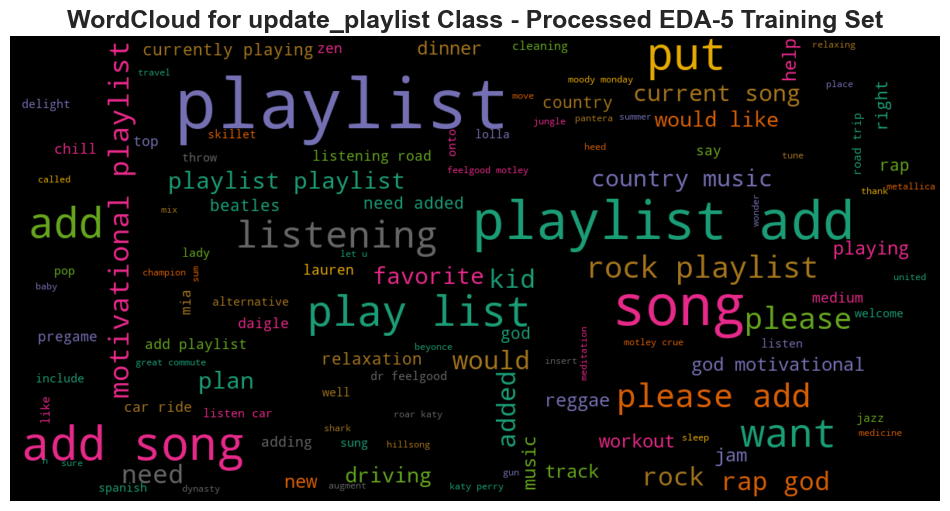 WordCloud for update_playlist Class - Processed EDA-5 Training Set
currently playing
zen
dinner
cleaning
put
help
relaxing
travel
playlist
moody monday
current song
place
delight
motivational playlist
top
skillet
move
country
pantera
summer
would like
right
jungle
lolla
onto
chill
throw
listening road
heed
say
tune
road trip
rap
called
playlist playlist
feelgood motley
country music
thank
metallica
add
mix
beatles
need added
playlist add
wonder
listening
lady
let u
playing
pop
champion
sum
lauren
favorite
kid
rock playlist
united
baby
mia
alternative
play list
song
medium
welcome
pregame
daigle
god
please
add playlist
beyonce
motley crue
listen
great commute
relaxation
would
insert
meditation
god motivational
include
plan
dr feelgood
well
added
reggae
please add
like
car ride
listen car
roar katy
jazz
add song
shark
adding
sung
hillsong
music
workout
sleep
want
medicine
n
sure
need
driving
track
jam
gun
rock
rap god
spanish
dynasty
new
augment
katy perry